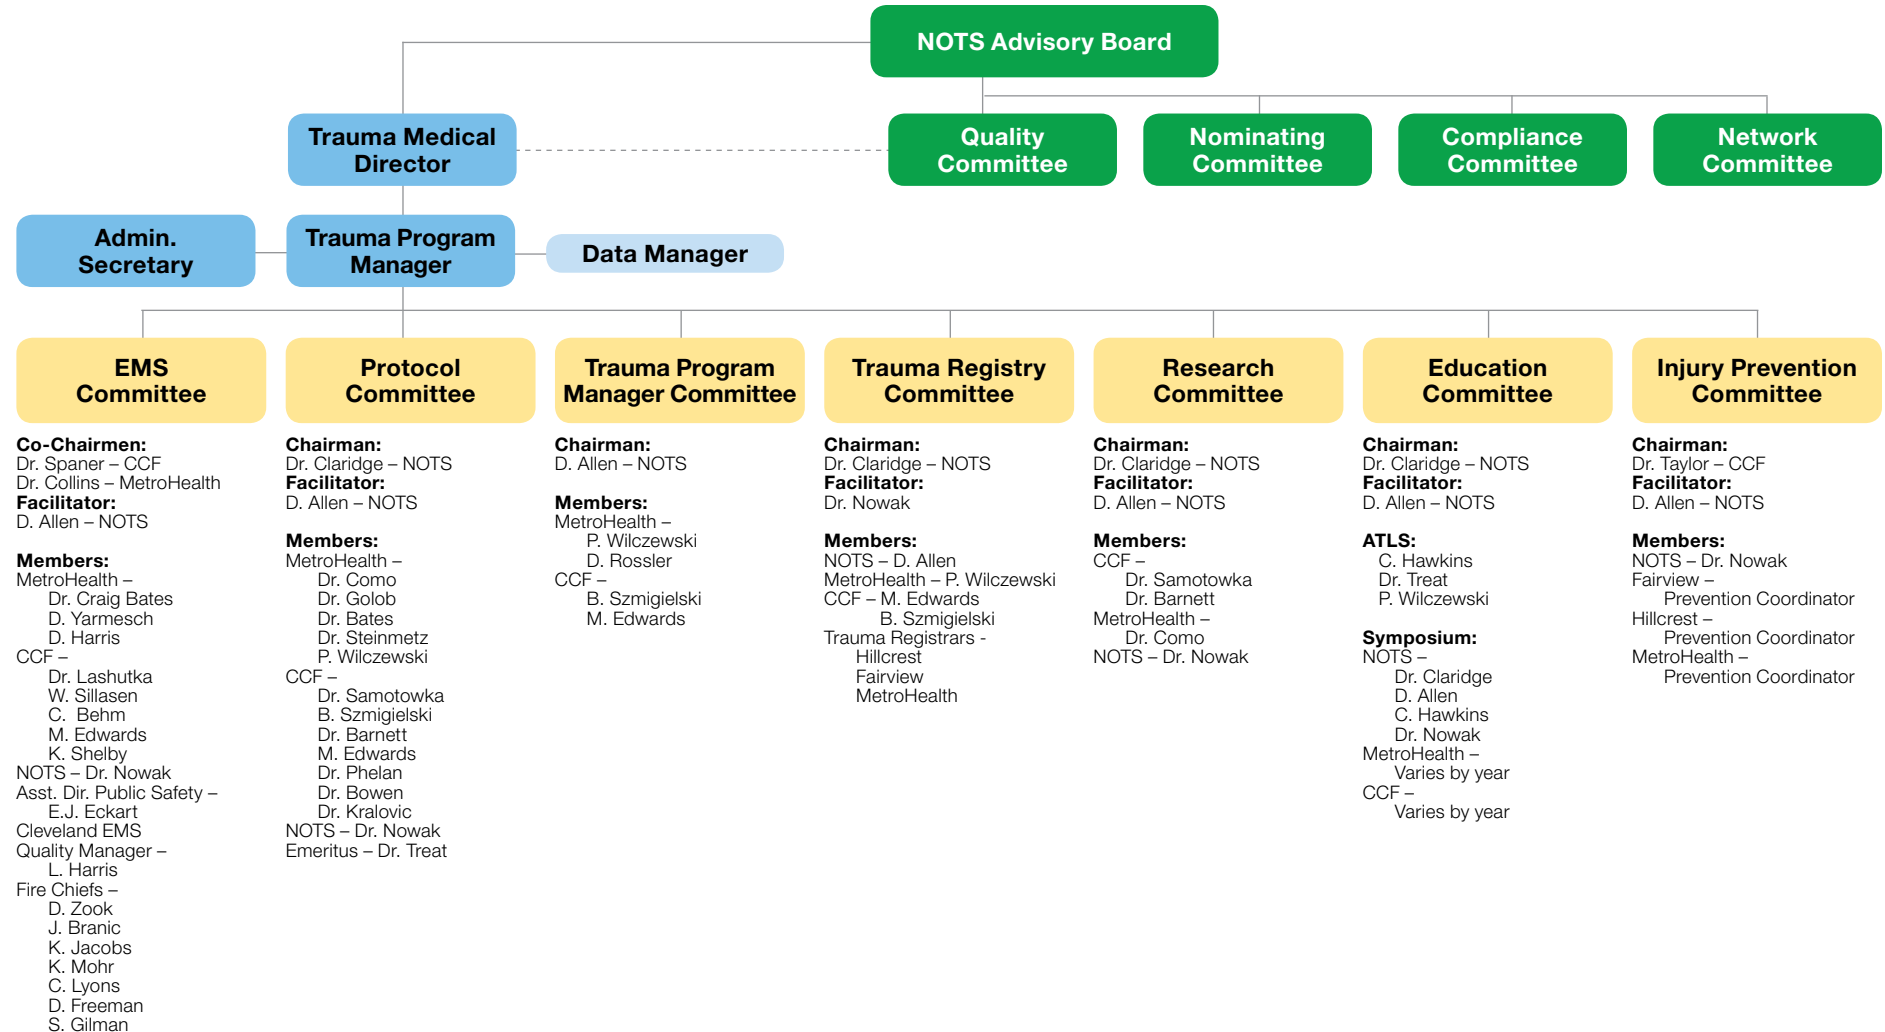 NOTS Advisory Board
Trauma Medical
Director
Quality
Committee
Nominating
Committee
Compliance
Committee
Network
Committee
Admin.
Secretary
Trauma Program
Manager
Data Manager
EMS
Committee
Co-Chairmen:
Dr. Spaner – CCF
Dr. Collins – MetroHealth
Facilitator:
D. Allen – NOTS
Members:
MetroHealth –
Dr. Craig Bates
D. Yarmesch
D. Harris
CCF –
Dr. Lashutka
W. Sillasen
C. Behm
M. Edwards
K. Shelby
NOTS – Dr. Nowak
Asst. Dir. Public Safety –
E.J. Eckart
Cleveland EMS
Quality Manager –
L. Harris
Fire Chiefs –
D. Zook
J. Branic
K. Jacobs
K. Mohr
C. Lyons
D. Freeman
S. Gilman
Protocol
Committee
Chairman:
Dr. Claridge – NOTS
Facilitator:
D. Allen – NOTS
Members:
MetroHealth –
Dr. Como
Dr. Golob
Dr. Bates
Dr. Steinmetz
P. Wilczewski
CCF –
Dr. Samotowka
B. Szmigielski
Dr. Barnett
M. Edwards
Dr. Phelan
Dr. Bowen
Dr. Kralovic
NOTS – Dr. Nowak
Emeritus – Dr. Treat
Trauma Program
Manager Committee
Chairman:
D. Allen – NOTS
Members:
MetroHealth –
P. Wilczewski
D. Rossler
CCF –
B. Szmigielski
M. Edwards
Trauma Registry
Committee
Chairman:
Dr. Claridge – NOTS
Facilitator:
Dr. Nowak
Members:
NOTS – D. Allen
MetroHealth – P. Wilczewski
CCF – M. Edwards
B. Szmigielski
Trauma Registrars -
Hillcrest
Fairview
MetroHealth
Research
Committee
Chairman:
Dr. Claridge – NOTS
Facilitator:
D. Allen – NOTS
Members:
CCF –
Dr. Samotowka
Dr. Barnett
MetroHealth –
Dr. Como
NOTS – Dr. Nowak
Education
Committee
Chairman:
Dr. Claridge – NOTS
Facilitator:
D. Allen – NOTS
ATLS:
C. Hawkins
Dr. Treat
P. Wilczewski
Symposium:
NOTS –
Dr. Claridge
D. Allen
C. Hawkins
Dr. Nowak
MetroHealth –
Varies by year
CCF –
Varies by year
Injury Prevention
Committee
Chairman:
Dr. Taylor – CCF
Facilitator:
D. Allen – NOTS
Members:
NOTS – Dr. Nowak
Fairview –
Prevention Coordinator
Hillcrest –
Prevention Coordinator
MetroHealth –
Prevention Coordinator